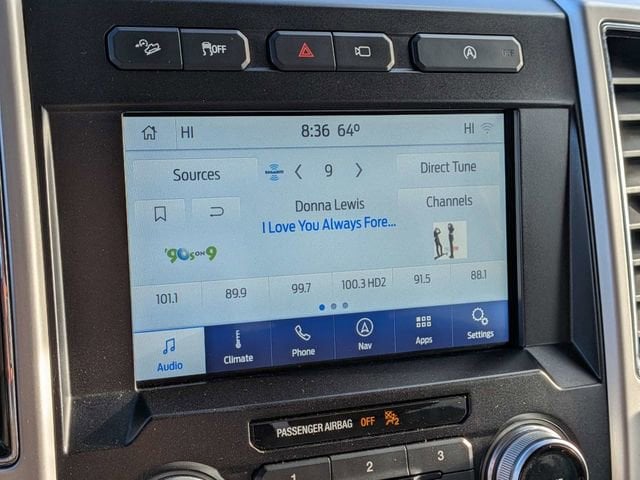 OFF
OFF
HI 8:36 64° HI
Sources 9 Direct Tune
Donna Lewis Channels
I Love You Always Fore...
'90s ON 9
101.1 89.9 99.7 100.3 HD2 91.5 88.1
Audio Climate Phone Nav Apps Settings
PASSENGER AIRBAG OFF 2
1 2 3